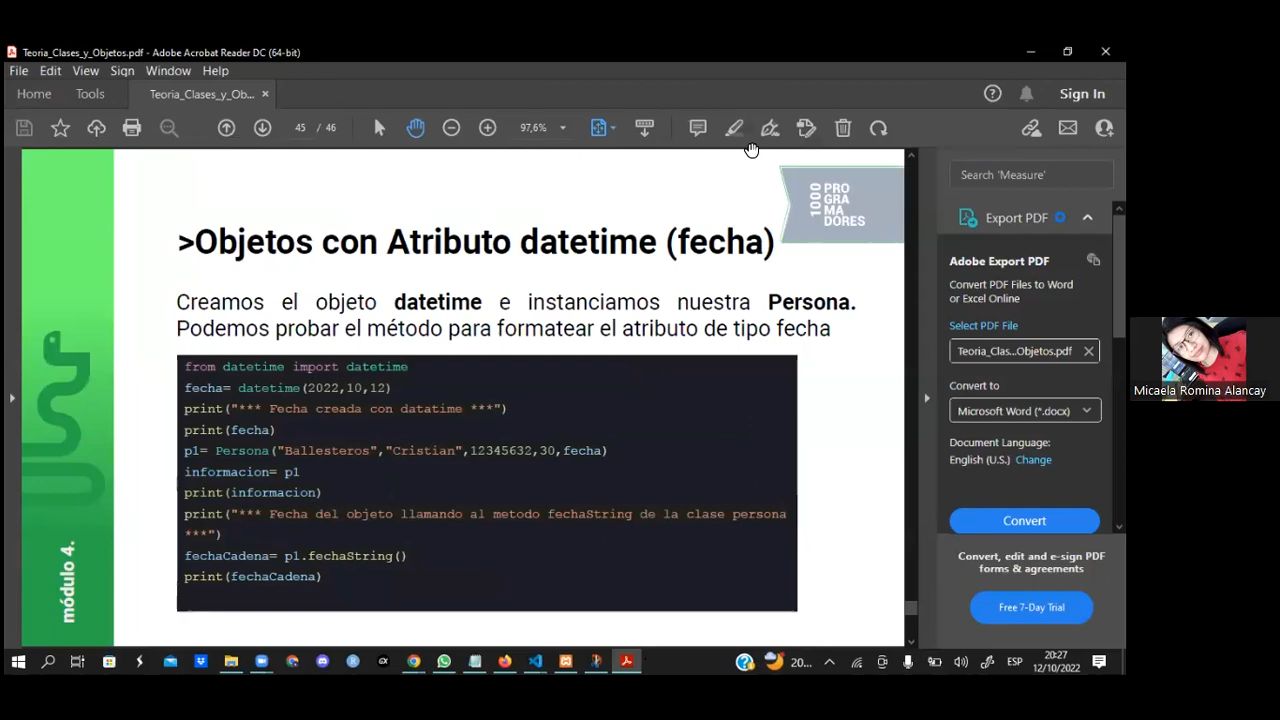 Teoria_Clases_y_Objetos.pdf - Adobe Acrobat Reader DC (64-bit)
File Edit View Sign Window Help
Home Tools Teoria_Clases_y_Ob... ×
Sign In
45 / 46 97,6%
Search 'Measure'
1000 PRO
GRA
MA
DORES
Export PDF
>Objetos con Atributo datetime (fecha)
Adobe Export PDF
Convert PDF Files to Word
or Excel Online
Select PDF File
Teoria_Clas...Objetos.pdf
Convert to
Microsoft Word (*.docx)
Document Language:
English (U.S.) Change
Convert
Convert, edit and e-sign PDF
forms & agreements
Free 7-Day Trial
Creamos el objeto datetime e instanciamos nuestra Persona.
Podemos probar el método para formatear el atributo de tipo fecha
from datetime import datetime
fecha= datetime(2022,10,12)
print("*** Fecha creada con datatime ***")
print(fecha)
p1= Persona("Ballesteros","Cristian",12345632,30,fecha)
informacion= p1
print(informacion)
print("*** Fecha del objeto llamando al metodo fechaString de la clase persona
***")
fechaCadena= p1.fechaString()
print(fechaCadena)
módulo 4.
Micaela Romina Alancay
GX
20...
ESP
20:27
12/10/2022